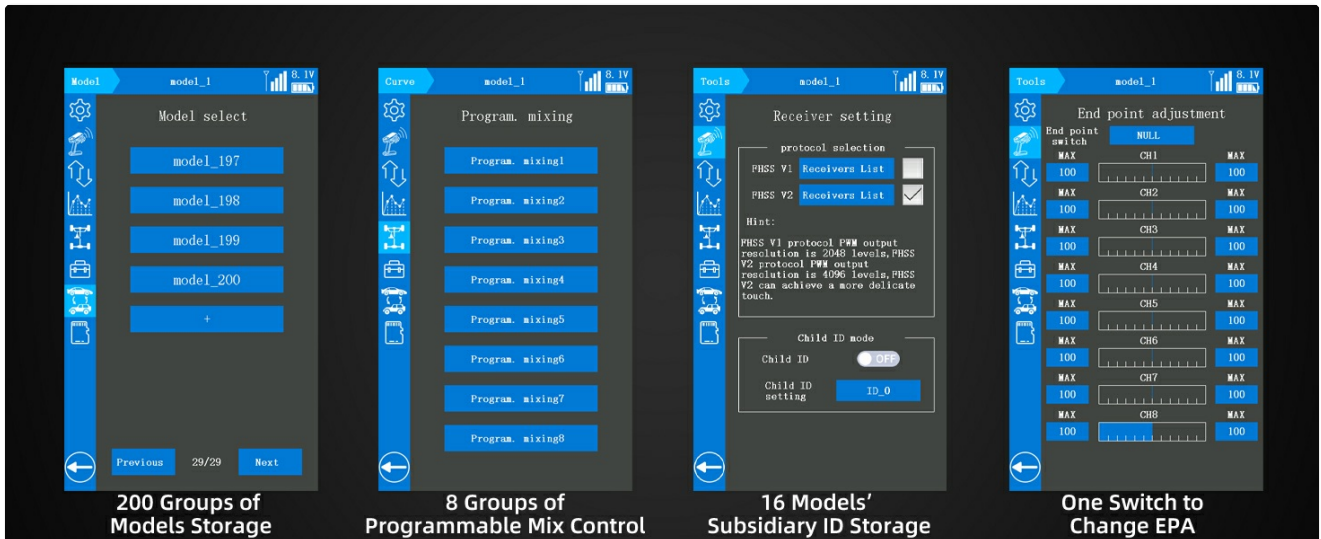 Model
model_1
8.1V
Model select
model_197
model_198
model_199
model_200
+
Previous
29/29
Next
200 Groups of
Models Storage
Curve
model_1
8.1V
Program. mixing
Program. mixing1
Program. mixing2
Program. mixing3
Program. mixing4
Program. mixing5
Program. mixing6
Program. mixing7
Program. mixing8
8 Groups of
Programmable Mix Control
Tools
model_1
8.1V
Receiver setting
protocol selection
FHSS V1 Receivers List
FHSS V2 Receivers List
Hint:
FHSS V1 protocol PWM output
resclution is 2048 levels,FHSS
V2 protocol PWM output
resclution is 4096 levels,FHSS
V2 can achieve a more delicate
touch.
Child ID mode
Child ID OFF
Child ID
setting
ID_0
16 Models’
Subsidiary ID Storage
Tools
model_1
8.1V
End point adjustment
End point
switch
NULL
MAX CH1 MAX
100 100
MAX CH2 MAX
100 100
MAX CH3 MAX
100 100
MAX CH4 MAX
100 100
MAX CH5 MAX
100 100
MAX CH6 MAX
100 100
MAX CH7 MAX
100 100
MAX CH8 MAX
100 100
One Switch to
Change EPA